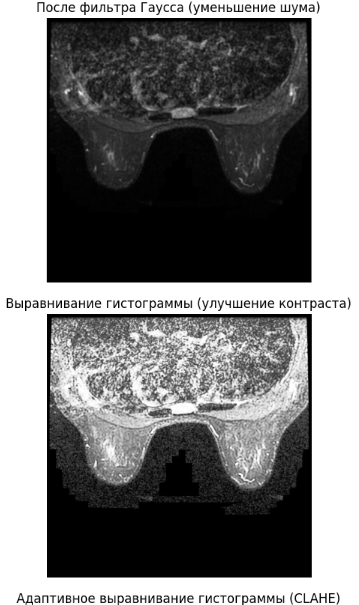 После фильтра Гаусса (уменьшение шума)
Выравнивание гистограммы (улучшение контраста)
Адаптивное выравнивание гистограммы (CLAHE)